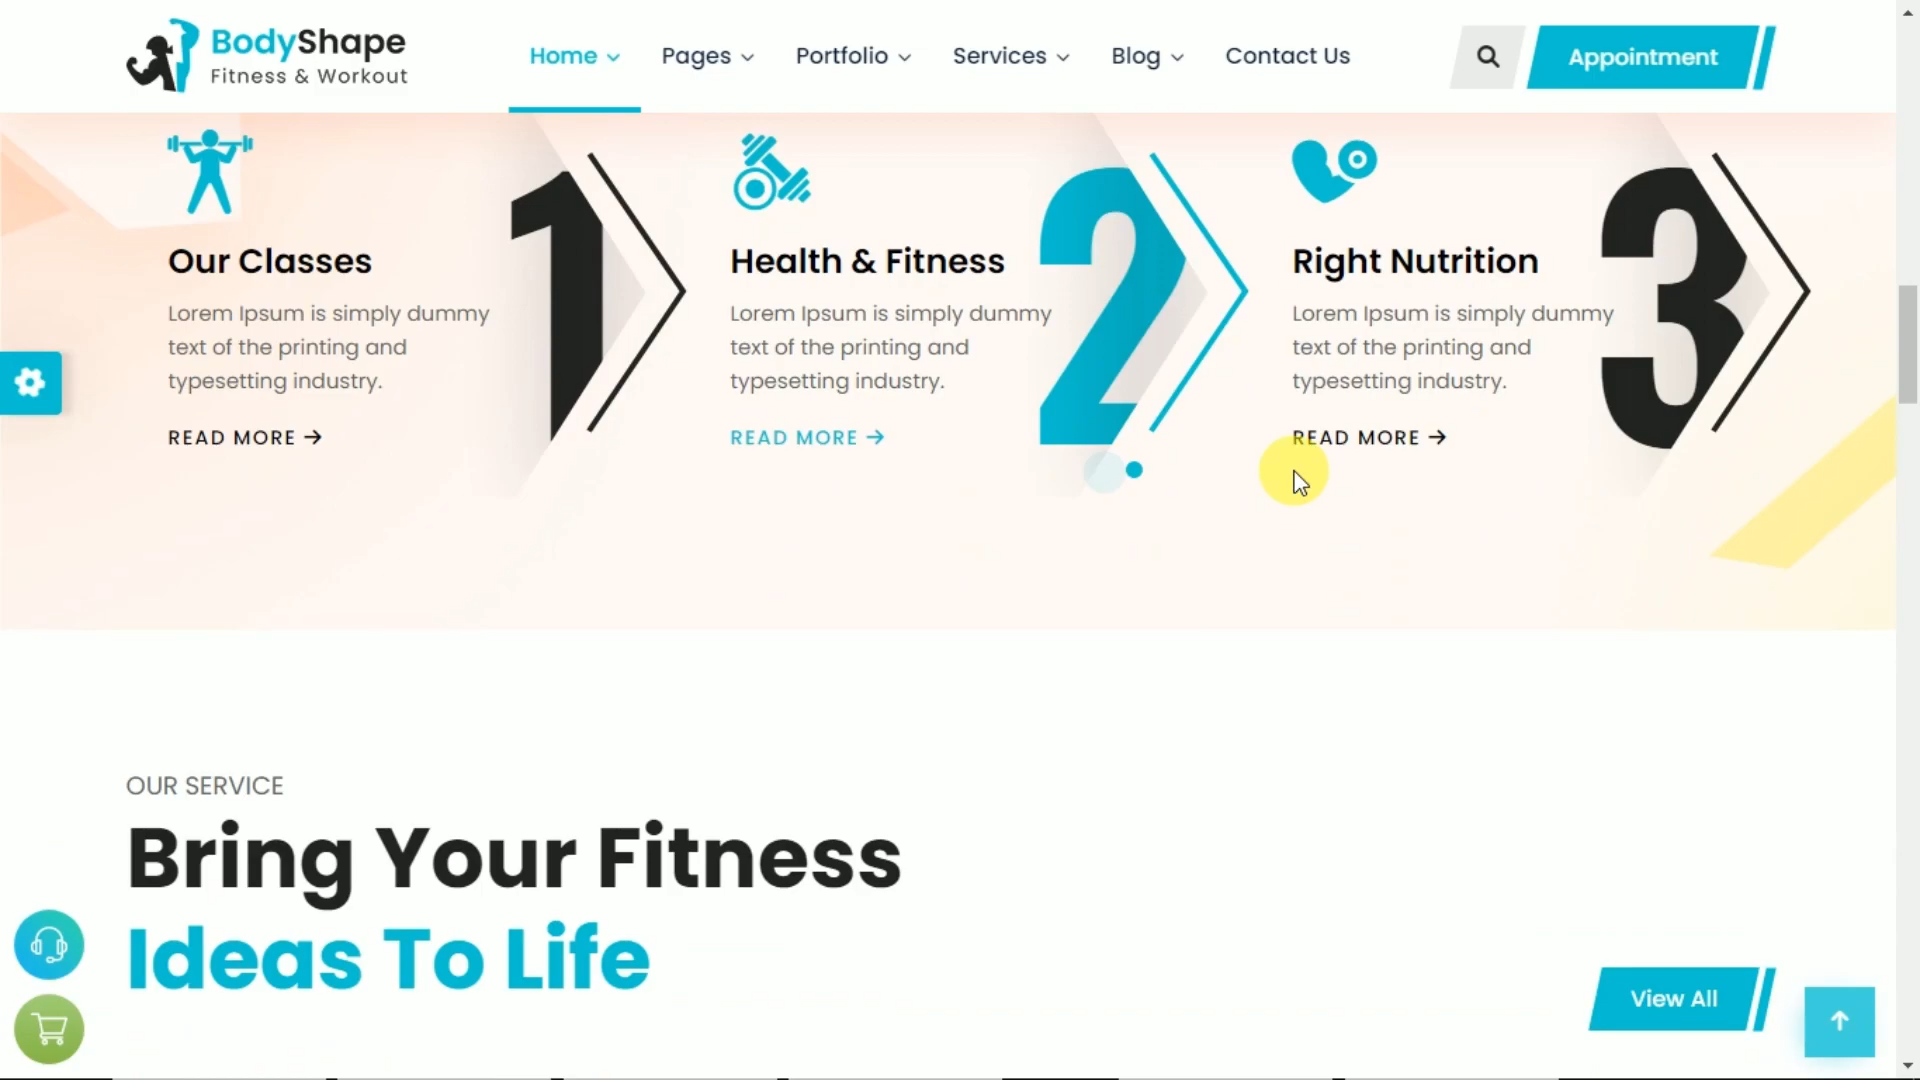 BodyShape
Fitness & Workout
Home
Pages
Portfolio
Services
Blog
Contact Us
Appointment
1
Our Classes
Lorem Ipsum is simply dummy
text of the printing and
typesetting industry.
READ MORE
2
Health & Fitness
Lorem Ipsum is simply dummy
text of the printing and
typesetting industry.
READ MORE
3
Right Nutrition
Lorem Ipsum is simply dummy
text of the printing and
typesetting industry.
READ MORE
OUR SERVICE
Bring Your Fitness
Ideas To Life
View All